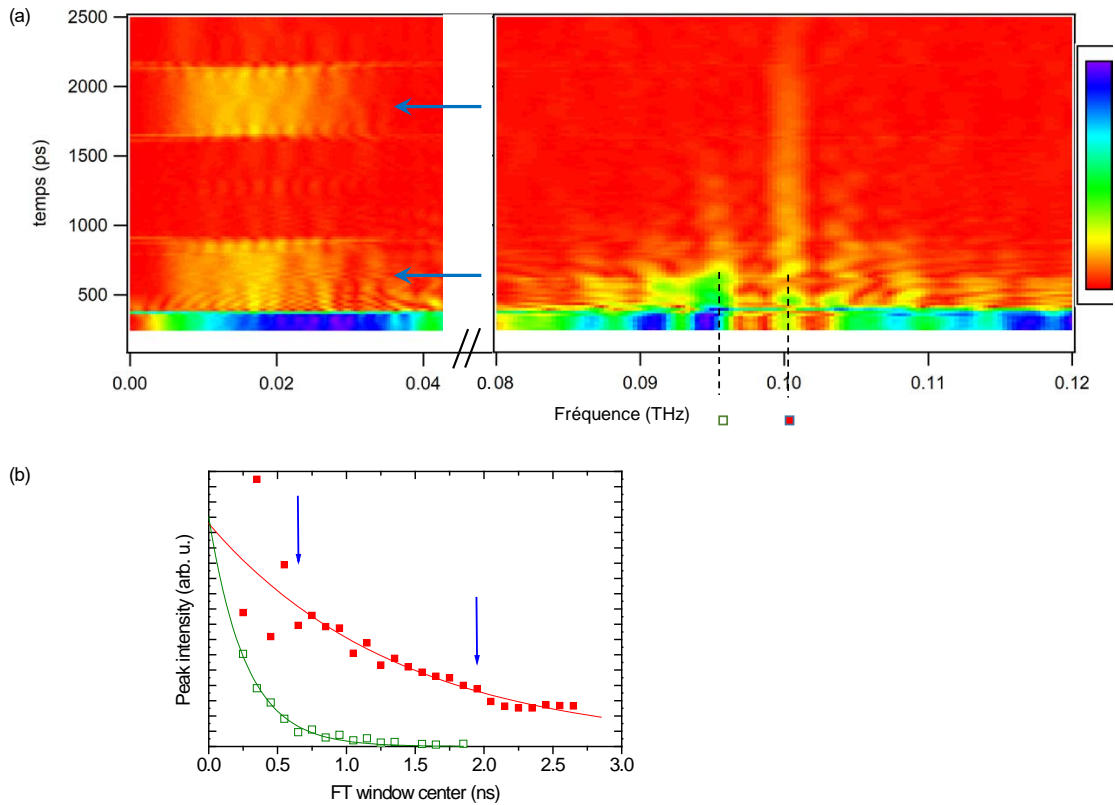 (a)
2500
2000
1500
1000
500
temps (ps)
0.00 0.02 0.04 0.08 0.09 0.10 0.11 0.12
Fréquence (THz)
(b)
Peak intensity (arb. u.)
0.0 0.5 1.0 1.5 2.0 2.5 3.0
FT window center (ns)